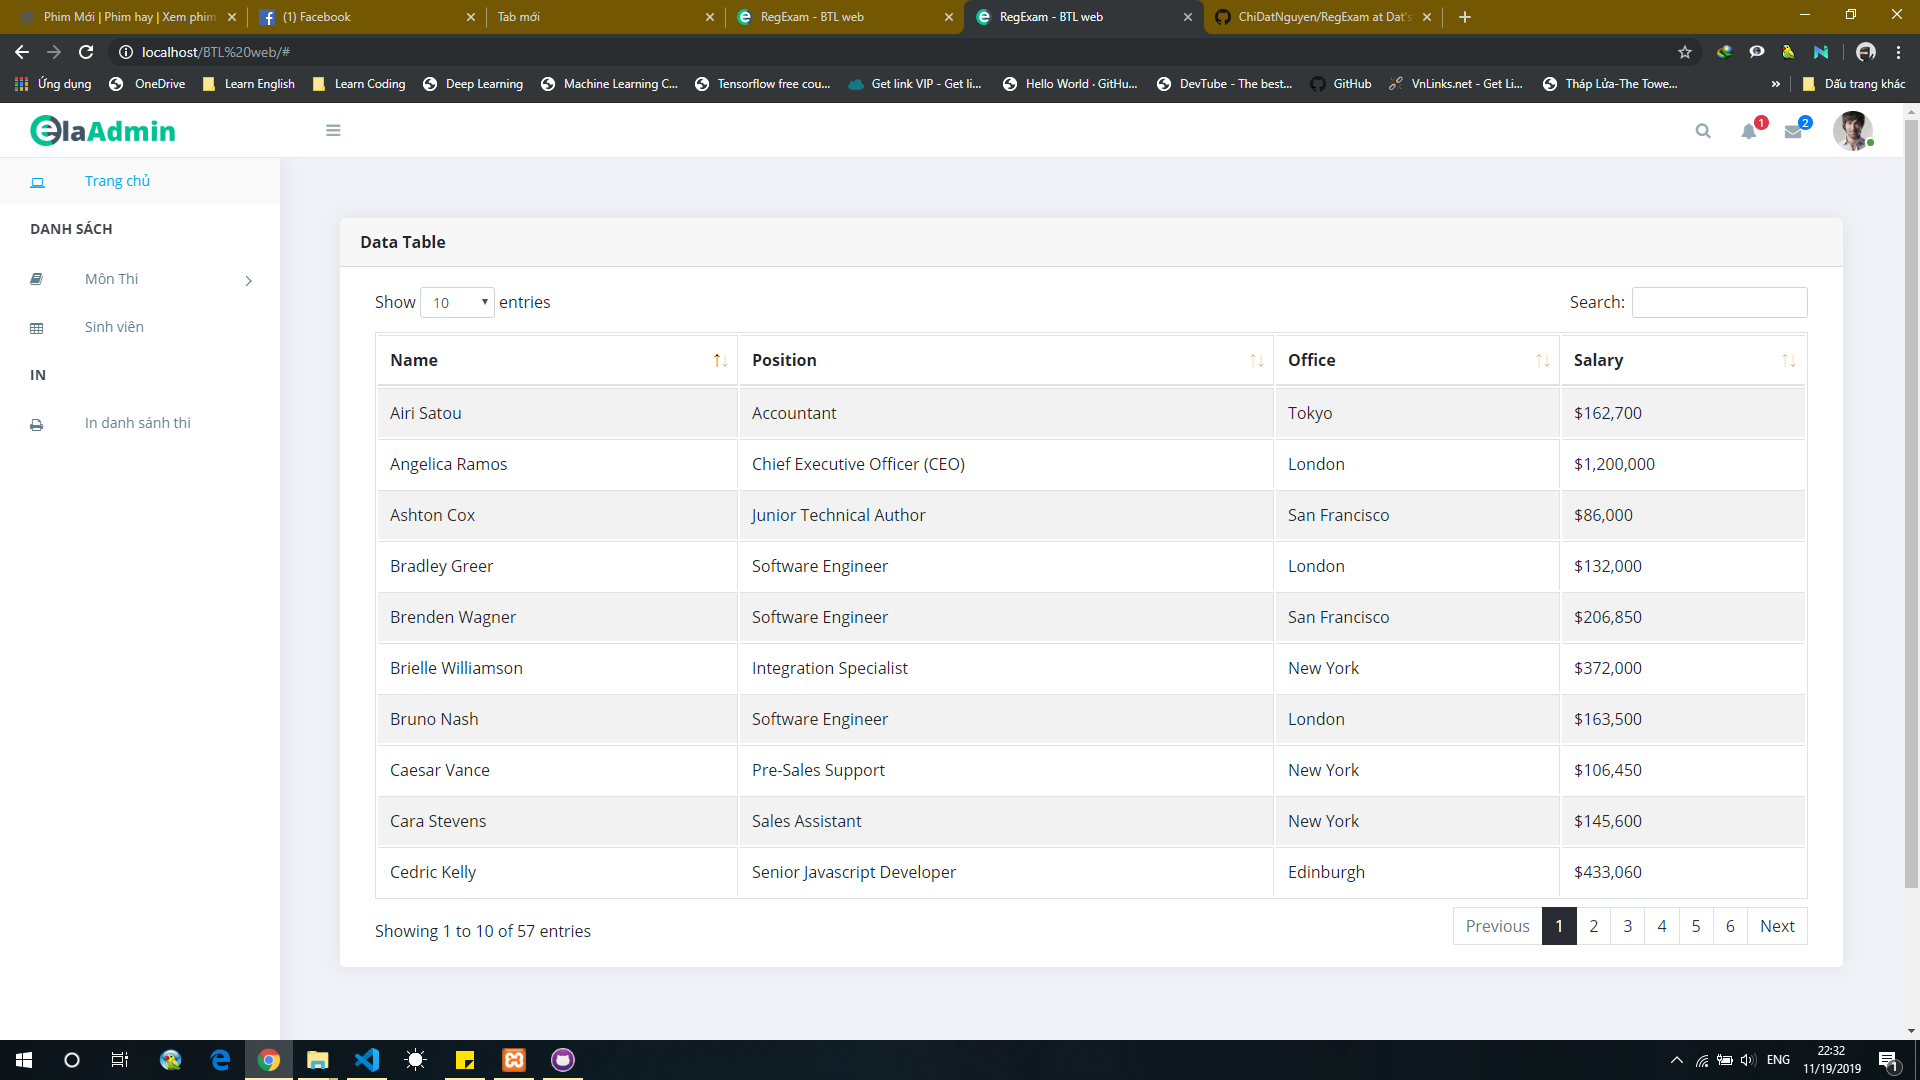 Phim Mới | Phim hay | Xem phim
(1) Facebook
Tab mới
RegExam - BTL web
RegExam - BTL web
ChiDatNguyen/RegExam at Dat's
localhost/BTL%20web/#
Ứng dụng
OneDrive
Learn English
Learn Coding
Deep Learning
Machine Learning C...
Tensorflow free cou...
Get link VIP - Get li...
Hello World · GitHu...
DevTube - The best...
GitHub
VnLinks.net - Get Li...
Tháp Lửa-The Towe...
»
Dấu trang khác
elaAdmin
1
2
Trang chủ
DANH SÁCH
Môn Thi
Sinh viên
IN
In danh sánh thi
Data Table
Show 10 entries
Search:
Name Position Office Salary
Airi Satou Accountant Tokyo $162,700
Angelica Ramos Chief Executive Officer (CEO) London $1,200,000
Ashton Cox Junior Technical Author San Francisco $86,000
Bradley Greer Software Engineer London $132,000
Brenden Wagner Software Engineer San Francisco $206,850
Brielle Williamson Integration Specialist New York $372,000
Bruno Nash Software Engineer London $163,500
Caesar Vance Pre-Sales Support New York $106,450
Cara Stevens Sales Assistant New York $145,600
Cedric Kelly Senior Javascript Developer Edinburgh $433,060
Showing 1 to 10 of 57 entries
Previous 1 2 3 4 5 6 Next
ENG
22:32
11/19/2019
1